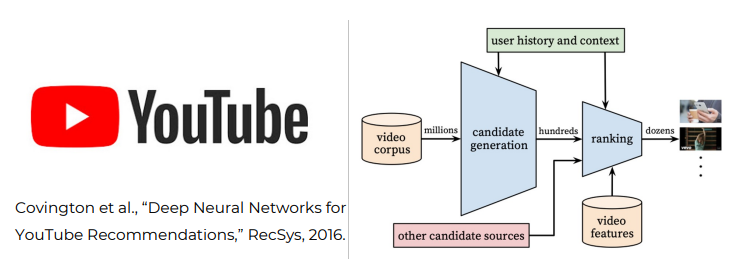 YouTube
Covington et al., “Deep Neural Networks for
YouTube Recommendations,” RecSys, 2016.
user history and context
video
corpus
millions
candidate
generation
hundreds
ranking
dozens
other candidate sources
video
features